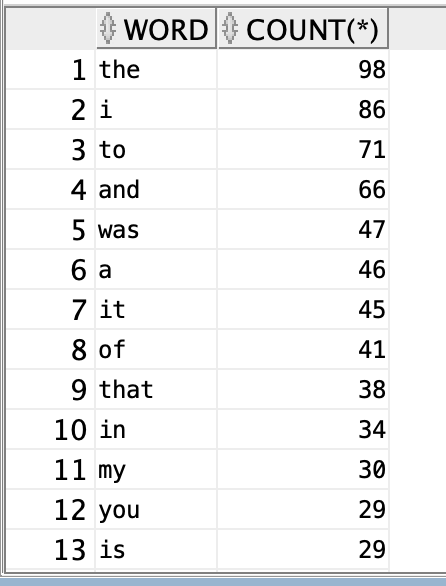 WORD COUNT(*)
1 the 98
2 i 86
3 to 71
4 and 66
5 was 47
6 a 46
7 it 45
8 of 41
9 that 38
10 in 34
11 my 30
12 you 29
13 is 29